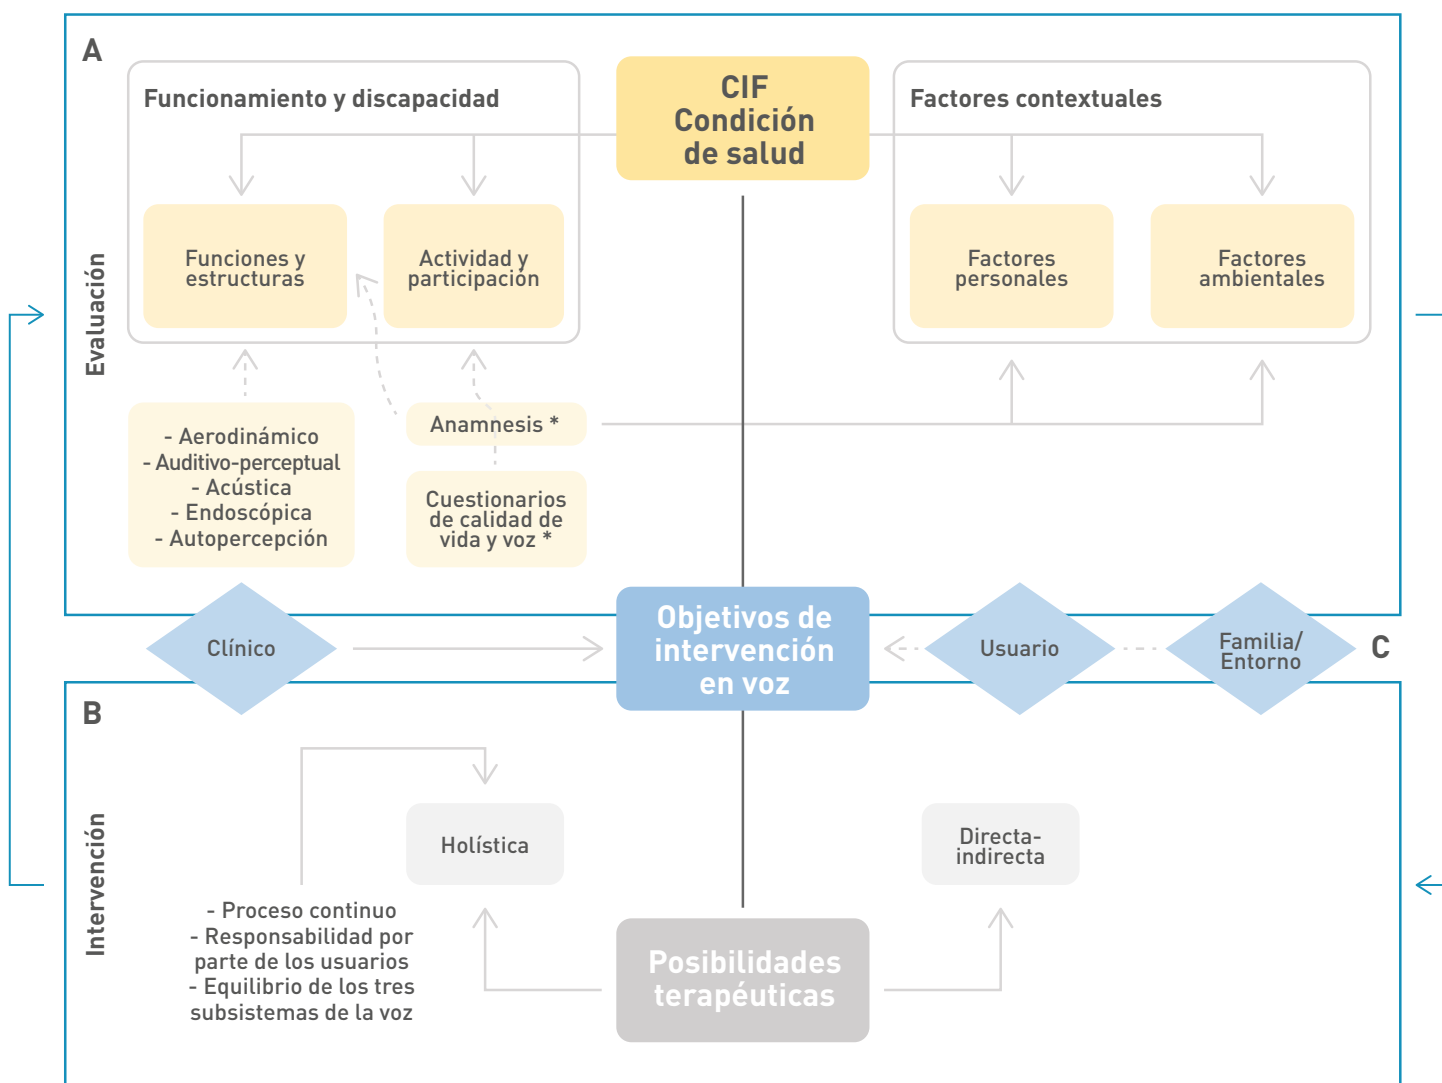 A
Funcionamiento y discapacidad
CIF
Condición
de salud
Factores contextuales
Funciones y
estructuras
Actividad y
participación
Factores
personales
Factores
ambientales
Evaluación
- Aerodinámico
- Auditivo-perceptual
- Acústica
- Endoscópica
- Autopercepción
Anamnesis *
Cuestionarios
de calidad de
vida y voz *
Clínico
Objetivos de
intervención
en voz
Usuario
Familia/
Entorno
C
B
Intervención
Holística
Directa-
indirecta
- Proceso continuo
- Responsabilidad por
parte de los usuarios
- Equilibrio de los tres
subsistemas de la voz
Posibilidades
terapéuticas